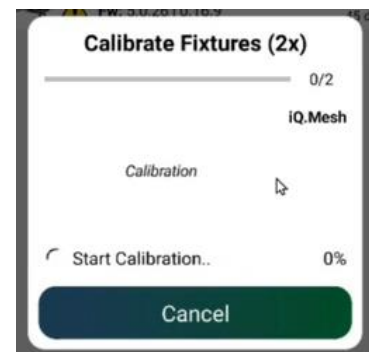 Calibrate Fixtures (2x)
0/2
iQ.Mesh
Calibration
Start Calibration.. 0%
Cancel